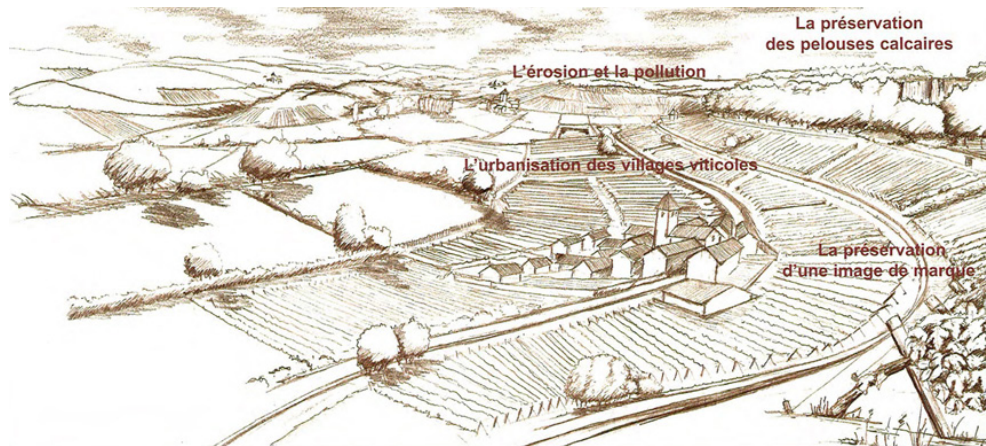 La préservation
des pelouses calcaires
L'érosion et la pollution
L'urbanisation des villages viticoles
La préservation
d'une image de marque